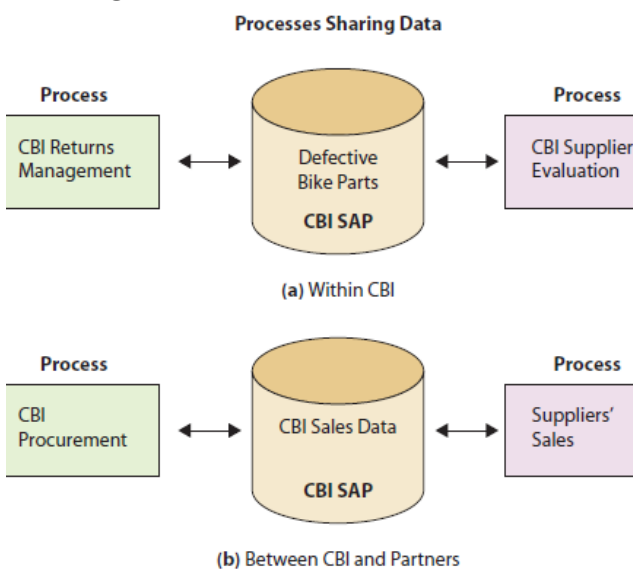 Processes Sharing Data
Process
Process
CBI Returns
Management
Defective
Bike Parts
CBI SAP
CBI Supplier
Evaluation
(a) Within CBI
Process
Process
CBI
Procurement
CBI Sales Data
CBI SAP
Suppliers'
Sales
(b) Between CBI and Partners